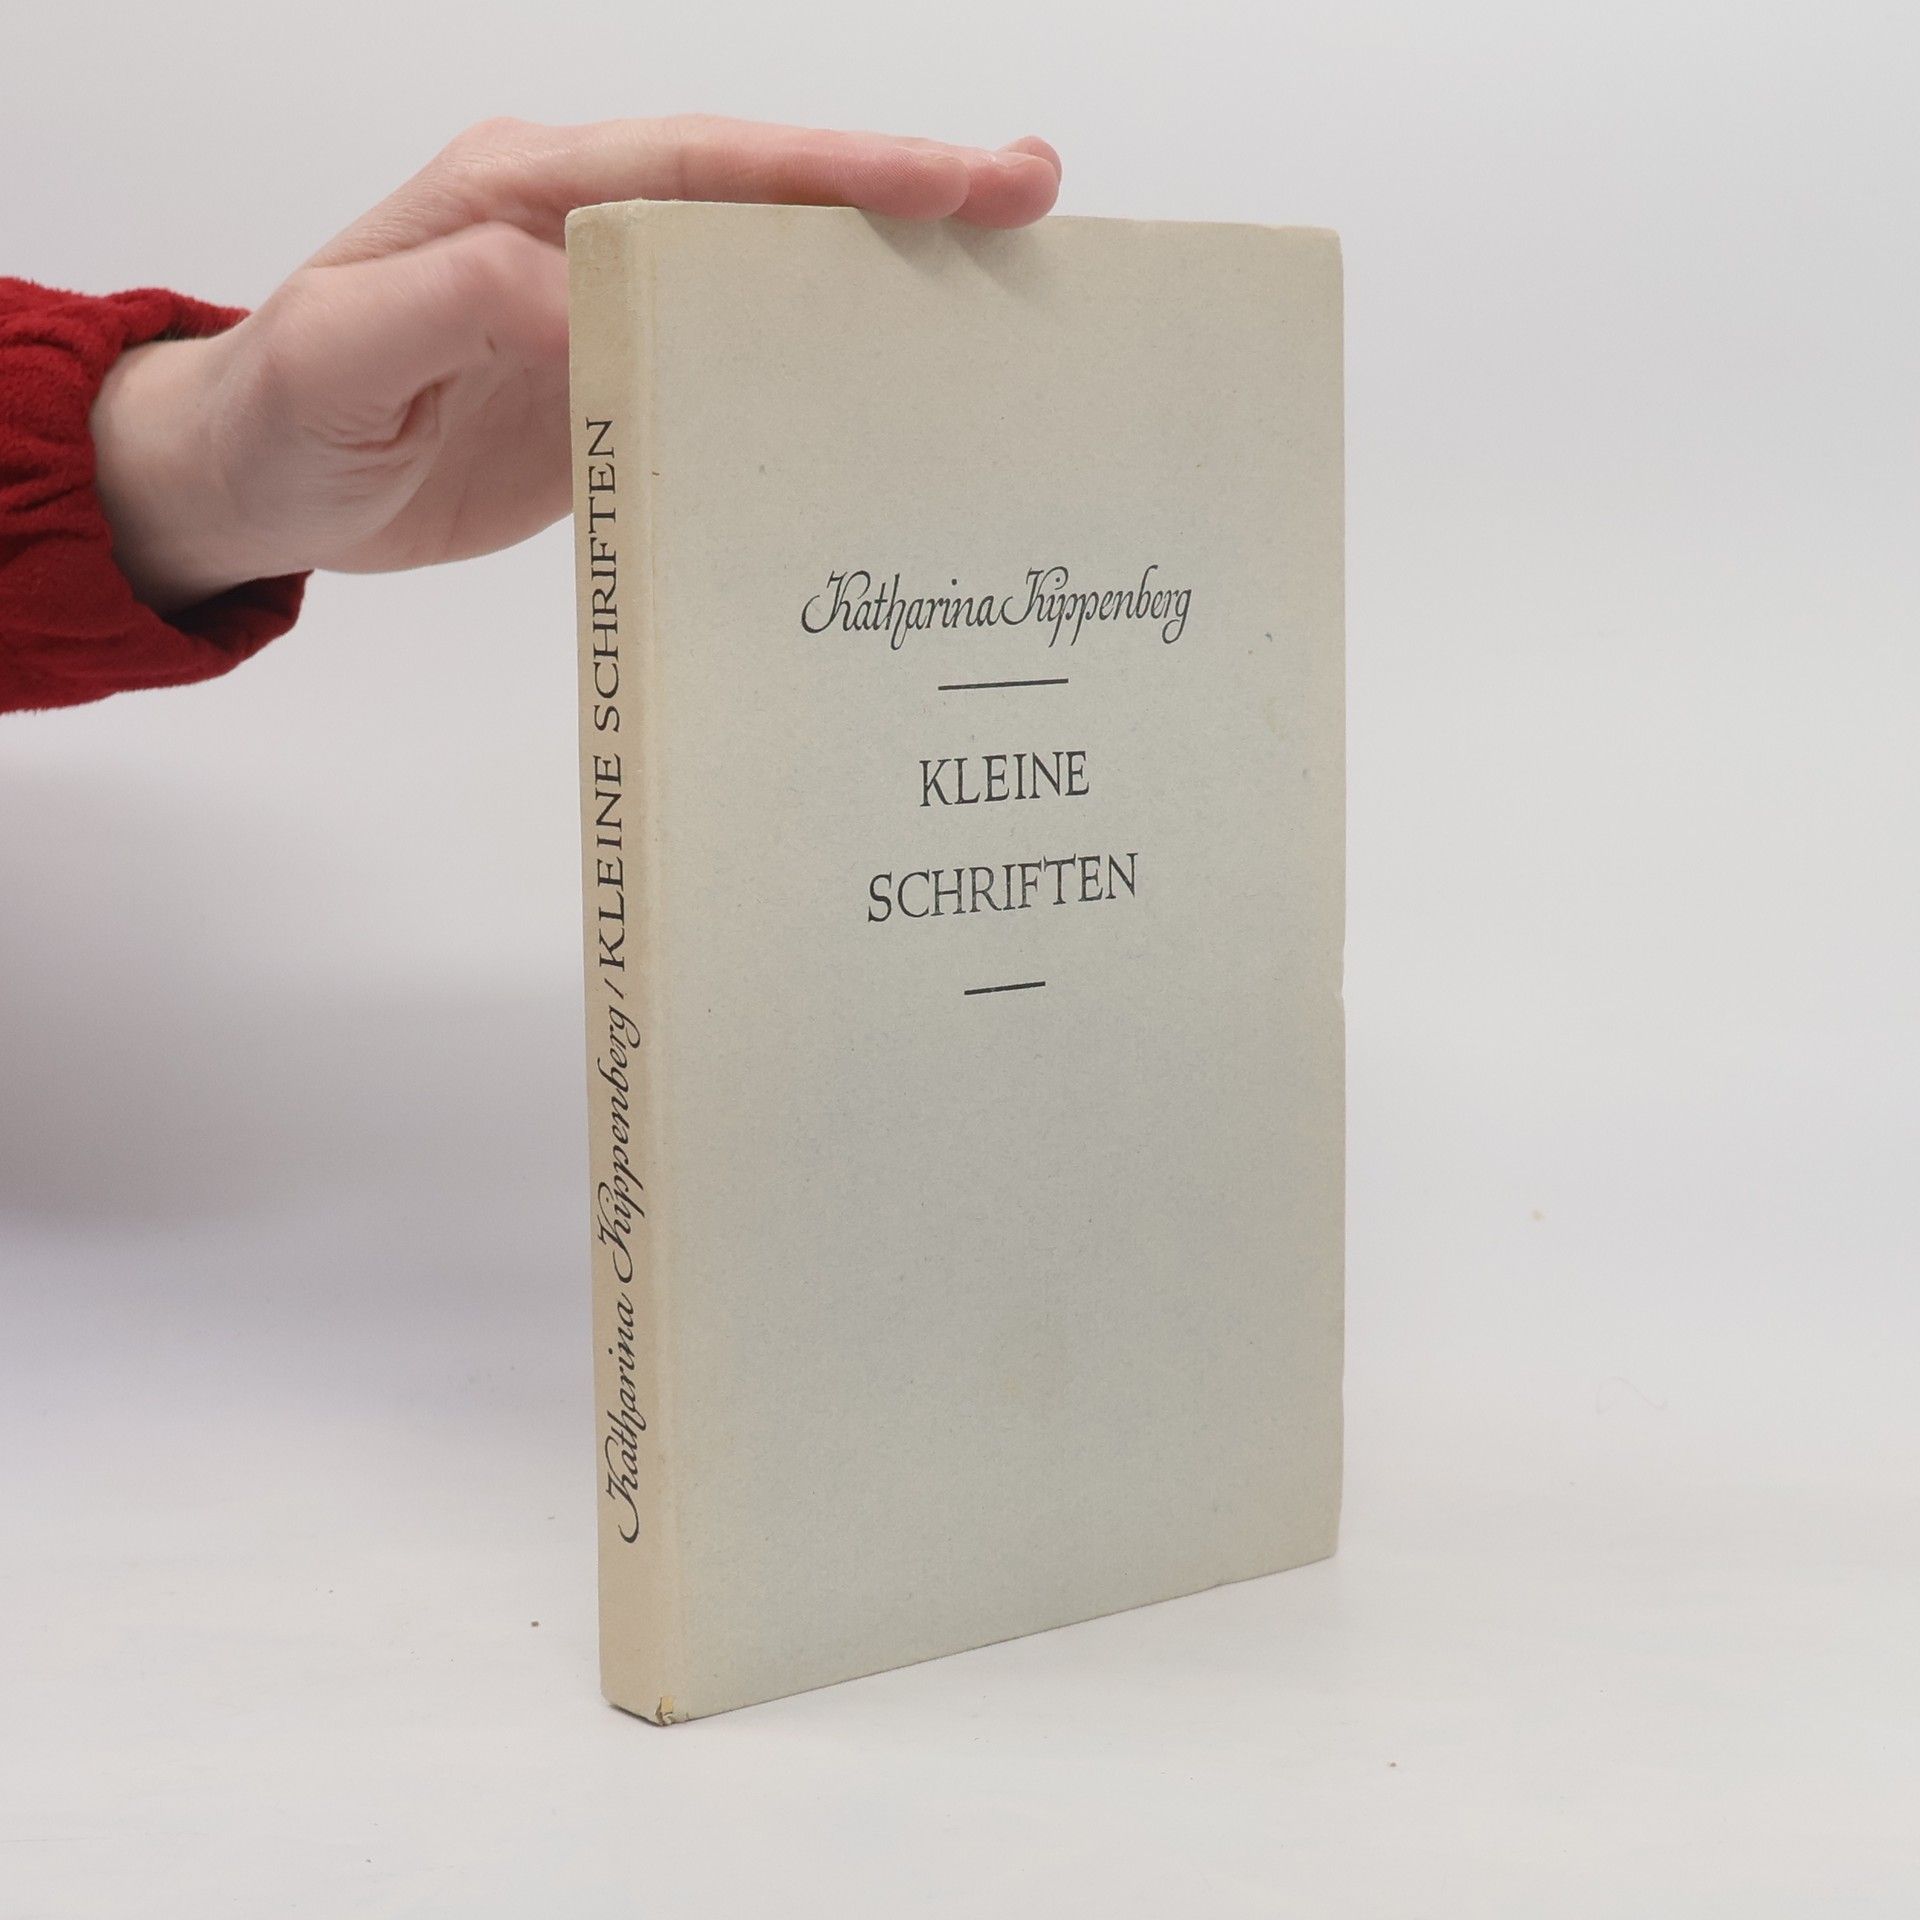 Katharina Kippenberg
KLEINE
SCHRIFTEN
Katharina Kippenberg / KLEINE SCHRIFTEN